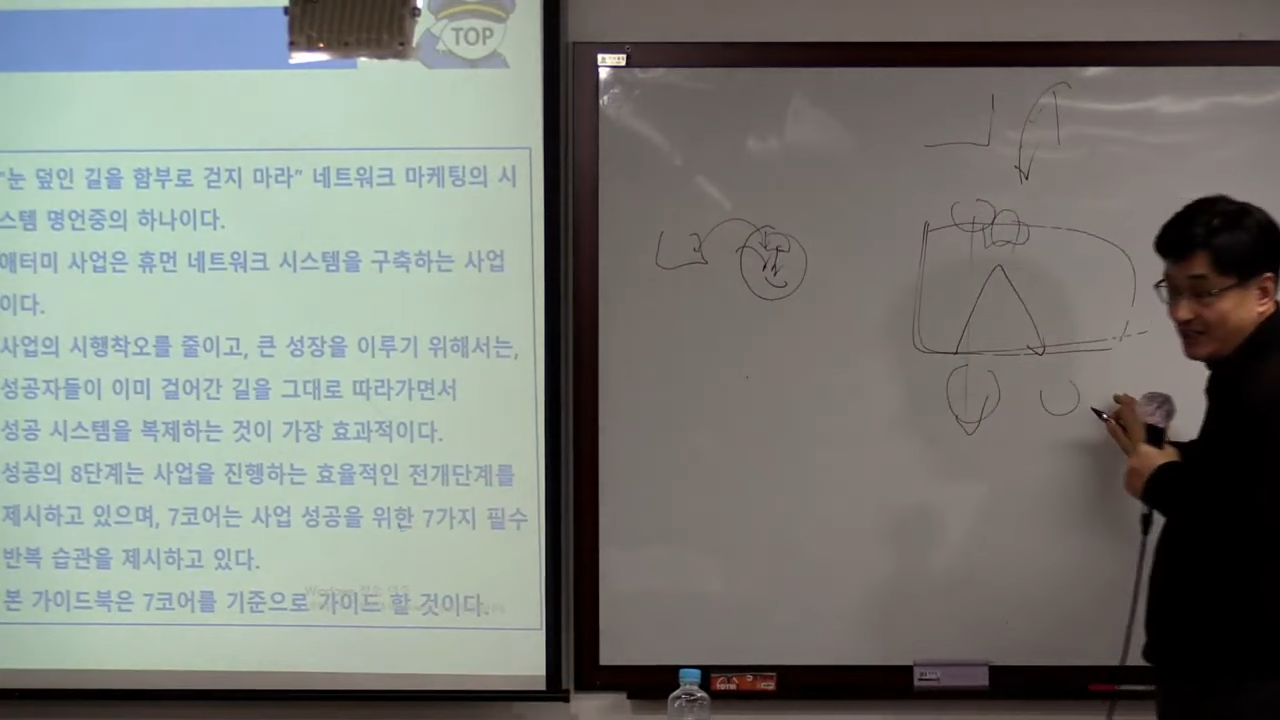 TOP
“눈 덮인 길을 함부로 걷지 마라” 네트워크 마케팅의 시
스템 명언중의 하나이다.
애터미 사업은 휴먼 네트워크 시스템을 구축하는 사업
이다.
사업의 시행착오를 줄이고, 큰 성장을 이루기 위해서는,
성공자들이 이미 걸어간 길을 그대로 따라가면서
성공 시스템을 복제하는 것이 가장 효과적이다.
성공의 8단계는 사업을 진행하는 효율적인 전개단계를
제시하고 있으며, 7코어는 사업 성공을 위한 7가지 필수
반복 습관을 제시하고 있다.
본 가이드북은 7코어를 기준으로 가이드 할 것이다.